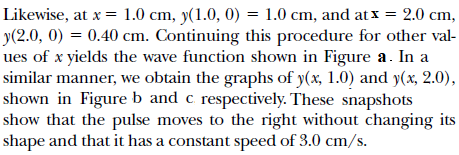 Likewise, at x = 1.0 cm, y(1.0, 0) = 1.0 cm, and at x = 2.0 cm,
y(2.0, 0) = 0.40 cm. Continuing this procedure for other val-
ues of x yields the wave function shown in Figure a. In a
similar manner, we obtain the graphs of y(x, 1.0) and y(x, 2.0),
shown in Figure b and c respectively. These snapshots
show that the pulse moves to the right without changing its
shape and that it has a constant speed of 3.0 cm/s.